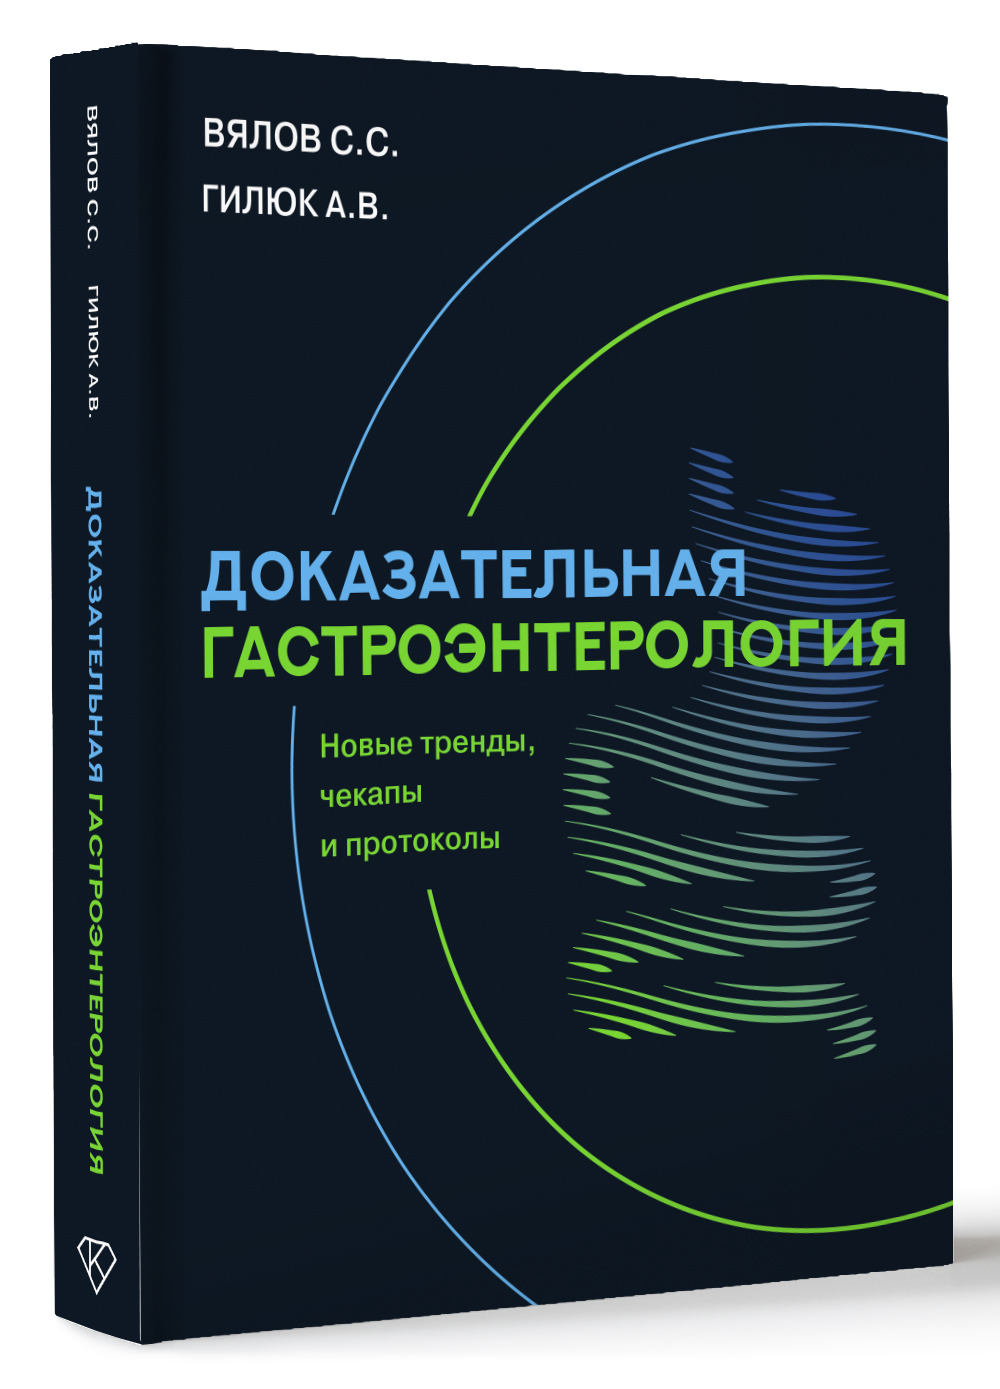 ВЯЛОВ С.С.
ГИЛЮК А.В.
ДОКАЗАТЕЛЬНАЯ
ГАСТРОЭНТЕРОЛОГИЯ
Новые тренды,
чекапы
и протоколы
ВЯЛОВ С.С. ГИЛЮК А.В. ДОКАЗАТЕЛЬНАЯ ГАСТРОЭНТЕРОЛОГИЯ